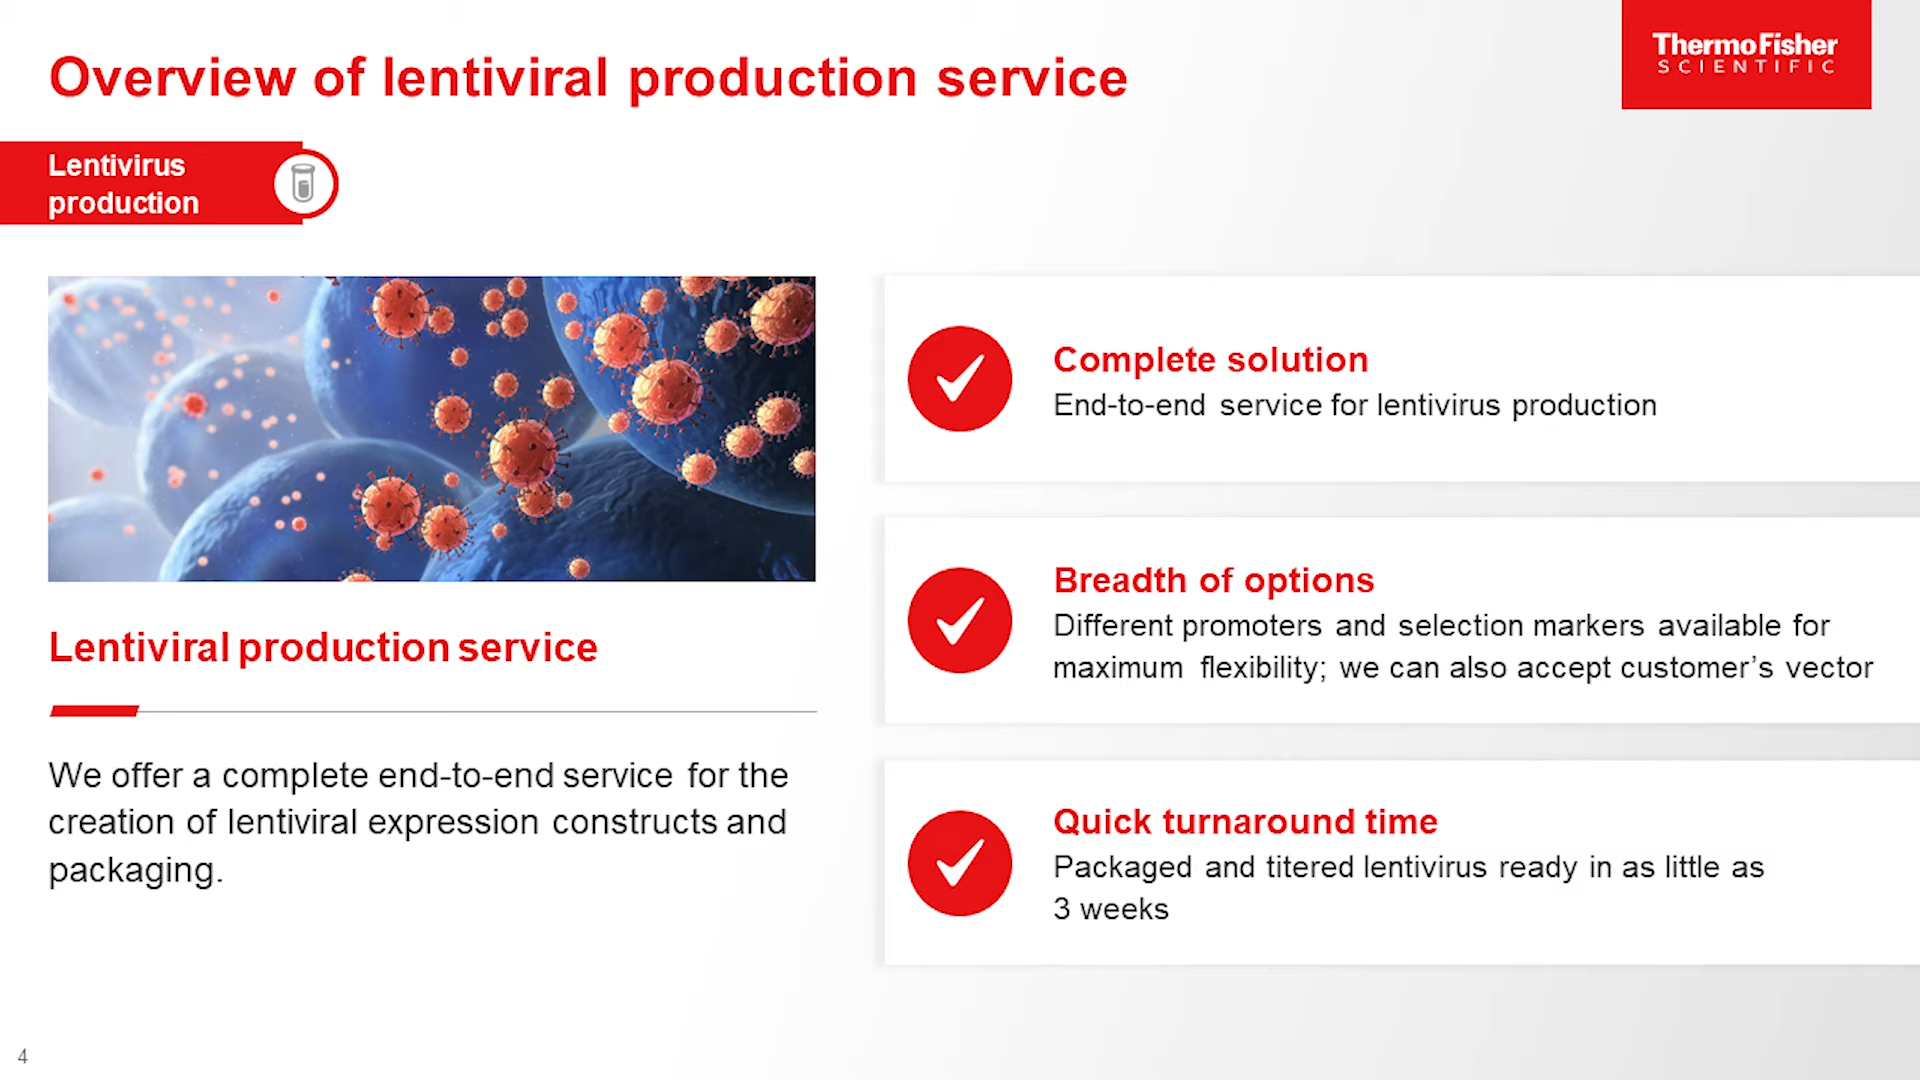 Overview of lentiviral production service
ThermoFisher
SCIENTIFIC
Lentivirus
production
Lentiviral production service
We offer a complete end-to-end service for the
creation of lentiviral expression constructs and
packaging.
Complete solution
End-to-end service for lentivirus production
Breadth of options
Different promoters and selection markers available for
maximum flexibility; we can also accept customer’s vector
Quick turnaround time
Packaged and titered lentivirus ready in as little as
3 weeks
4